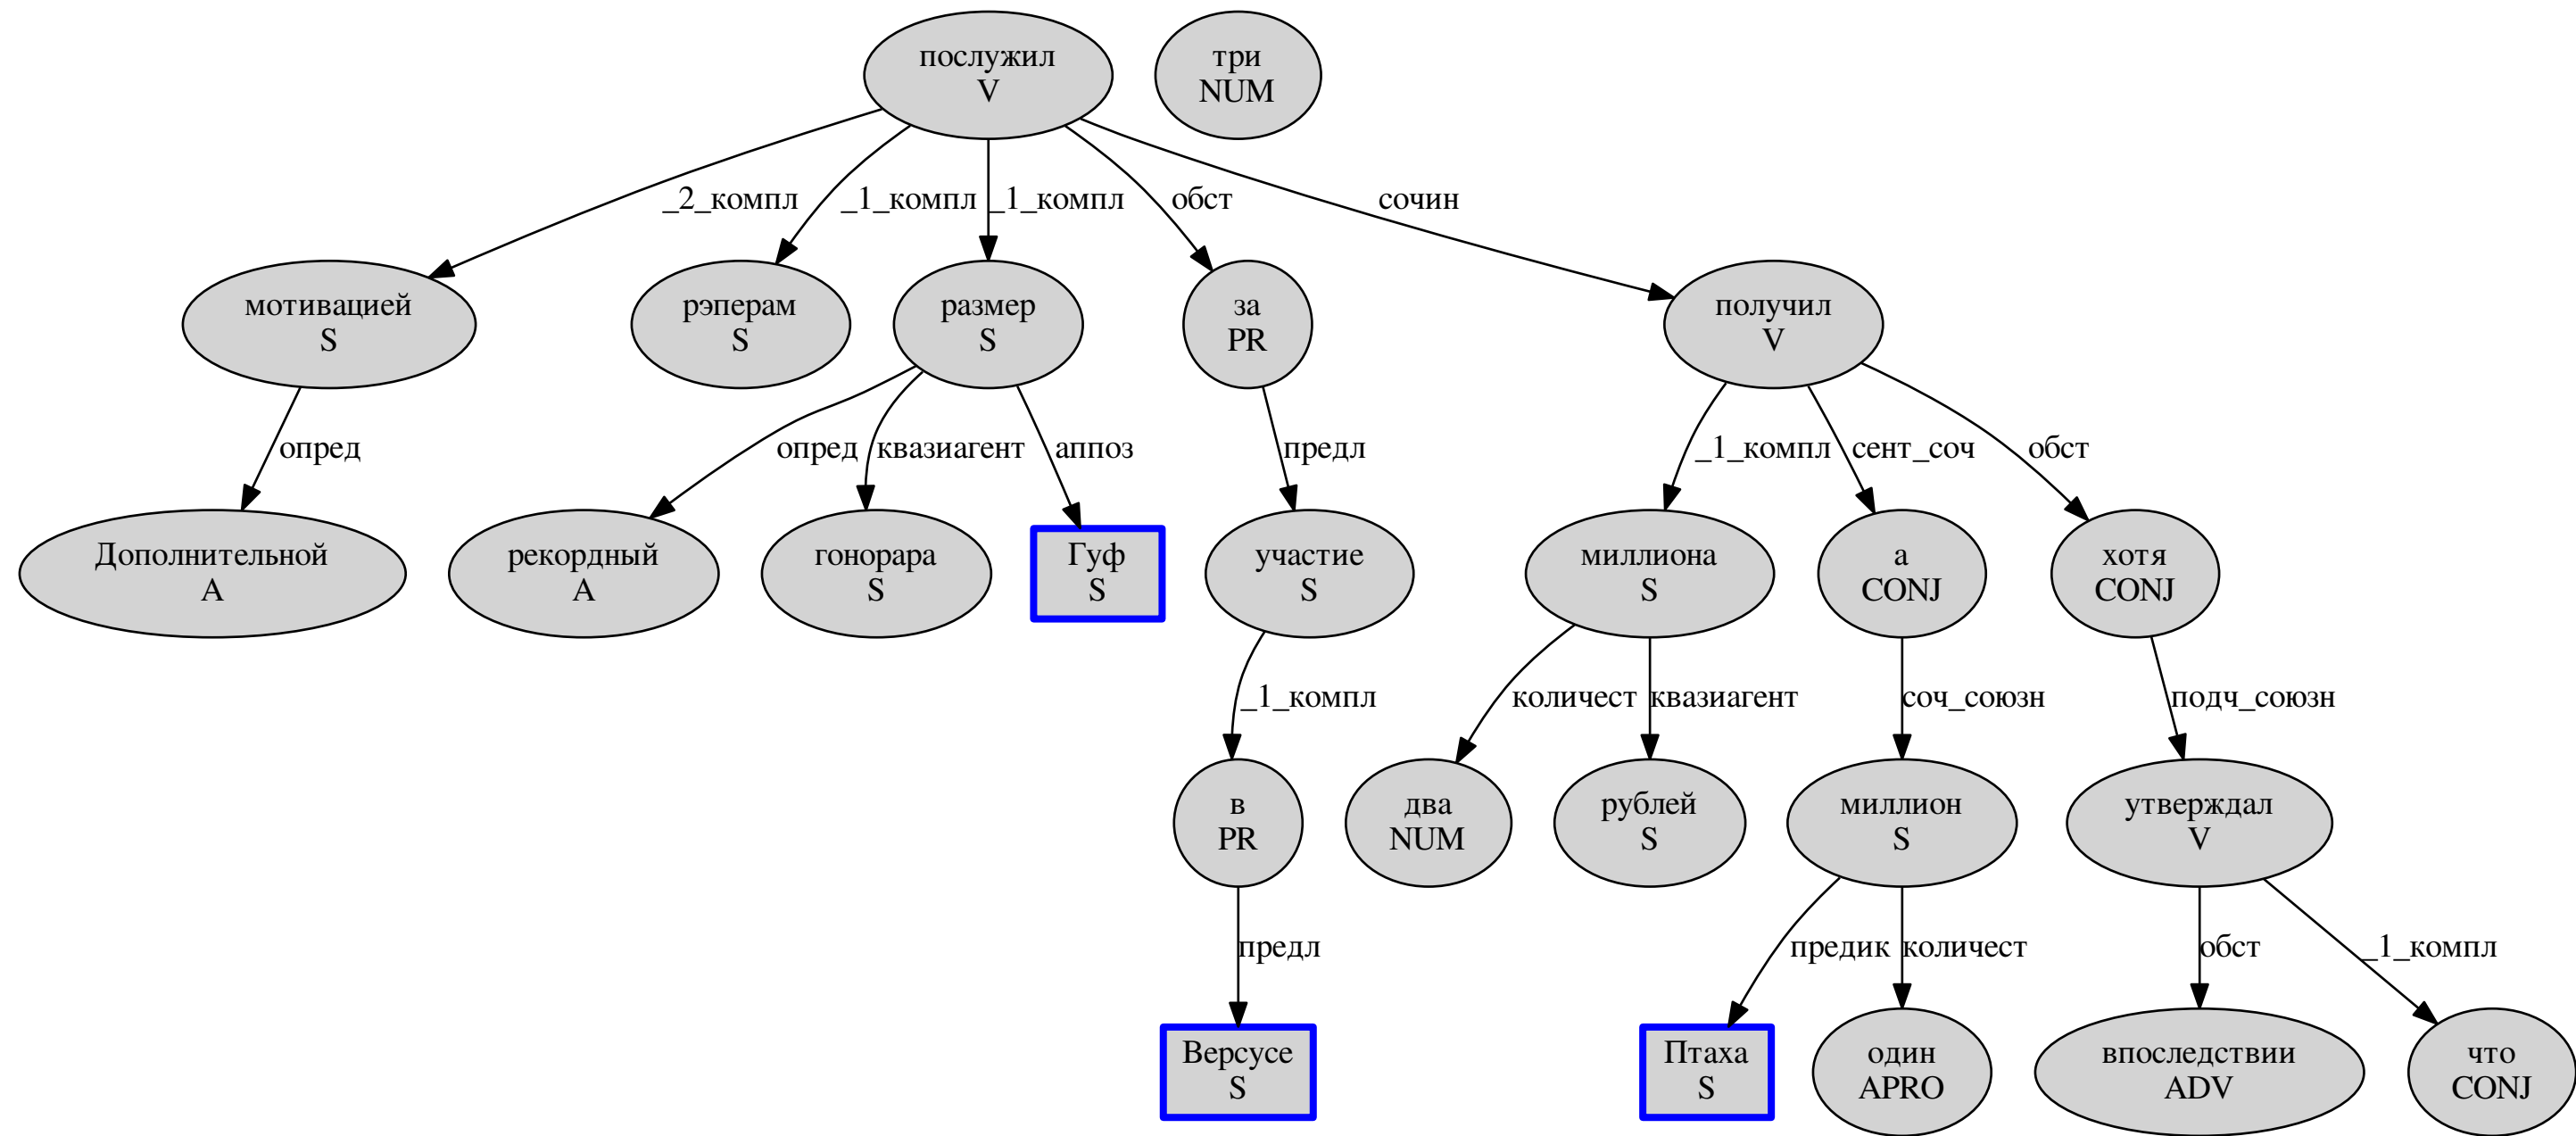 послужил
V
три
NUM
_2_компл
_1_компл
_1_компл
обст
сочин
мотивацией
S
рэперам
S
размер
S
за
PR
получил
V
опред
опред
квазиагент
аппоз
предл
_1_компл
сент_соч
обст
Дополнительной
A
рекордный
A
гонорара
S
Гуф
S
участие
S
миллиона
S
а
CONJ
хотя
CONJ
_1_компл
количест
квазиагент
соч_союзн
подч_союзн
в
PR
два
NUM
рублей
S
миллион
S
утверждал
V
предл
предик
количест
обст
_1_компл
Версусе
S
Птаха
S
один
APRO
впоследствии
ADV
что
CONJ